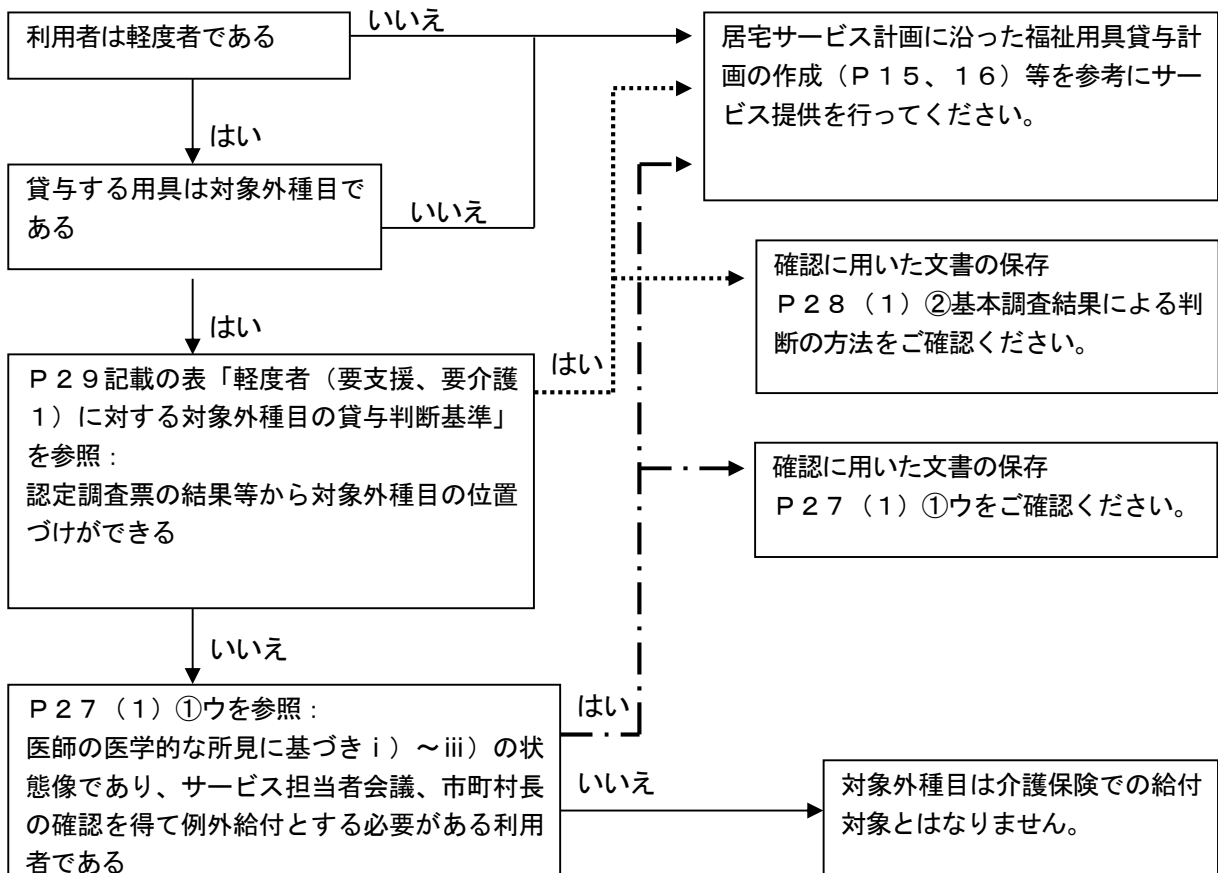 利用者は軽度者である
いいえ
居宅サービス計画に沿った福祉用具貸与計
画の作成（Ｐ１５、１６）等を参考にサー
ビス提供を行ってください。
はい
貸与する用具は対象外種目で
ある
いいえ
確認に用いた文書の保存
Ｐ２８（１）②基本調査結果による判
断の方法をご確認ください。
はい
Ｐ２９記載の表「軽度者（要支援、要介護
１）に対する対象外種目の貸与判断基準」
を参照：
認定調査票の結果等から対象外種目の位置
づけができる
はい
確認に用いた文書の保存
Ｐ２７（１）①ウをご確認ください。
いいえ
Ｐ２７（１）①ウを参照：
医師の医学的な所見に基づきⅰ）～ⅲ）の状
態像であり、サービス担当者会議、市町村長
の確認を得て例外給付とする必要がある利用
者である
はい
いいえ
対象外種目は介護保険での給付
対象とはなりません。